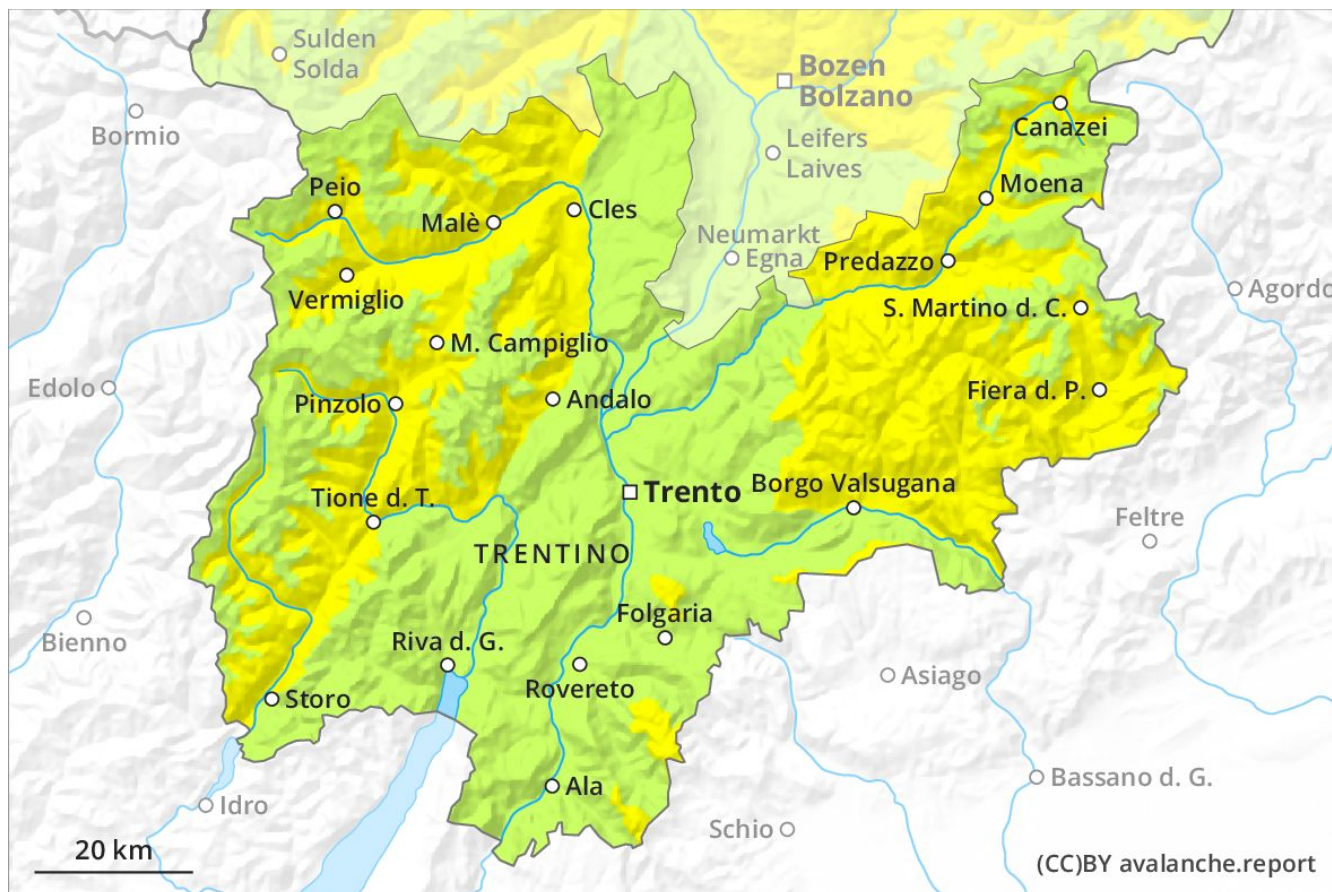 Sulden
Solda
Bozen
Bolzano
Bormio
Canazei
Leifers
Laives
Peio
Moena
Malè
Cles
Neumarkt
Egna
Predazzo
Vermiglio
Agordo
S. Martino d. C.
M. Campiglio
Edolo
Fiera d. P.
Pinzolo
Andalo
Trento
Borgo Valsugana
Tione d. T.
Feltre
TRENTINO
Folgaria
Bienno
Riva d. G.
Asiago
Rovereto
Storo
Bassano d. G.
Ala
Idro
Schio
20 km
(CC)BY avalanche.report